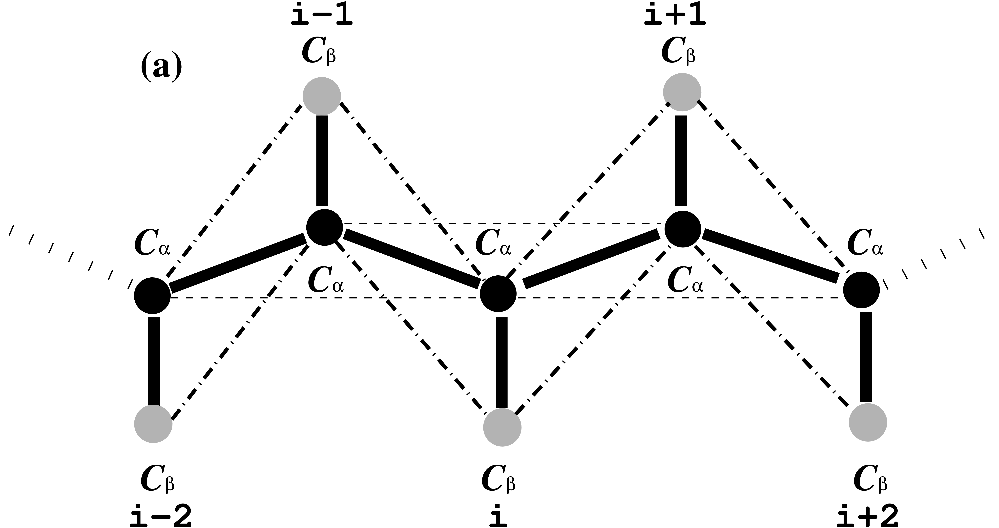 i-1 i+1
Cβ Cβ
(a)
Cα Cα Cα
Cα Cα
Cβ Cβ Cβ
i-2 i i+2